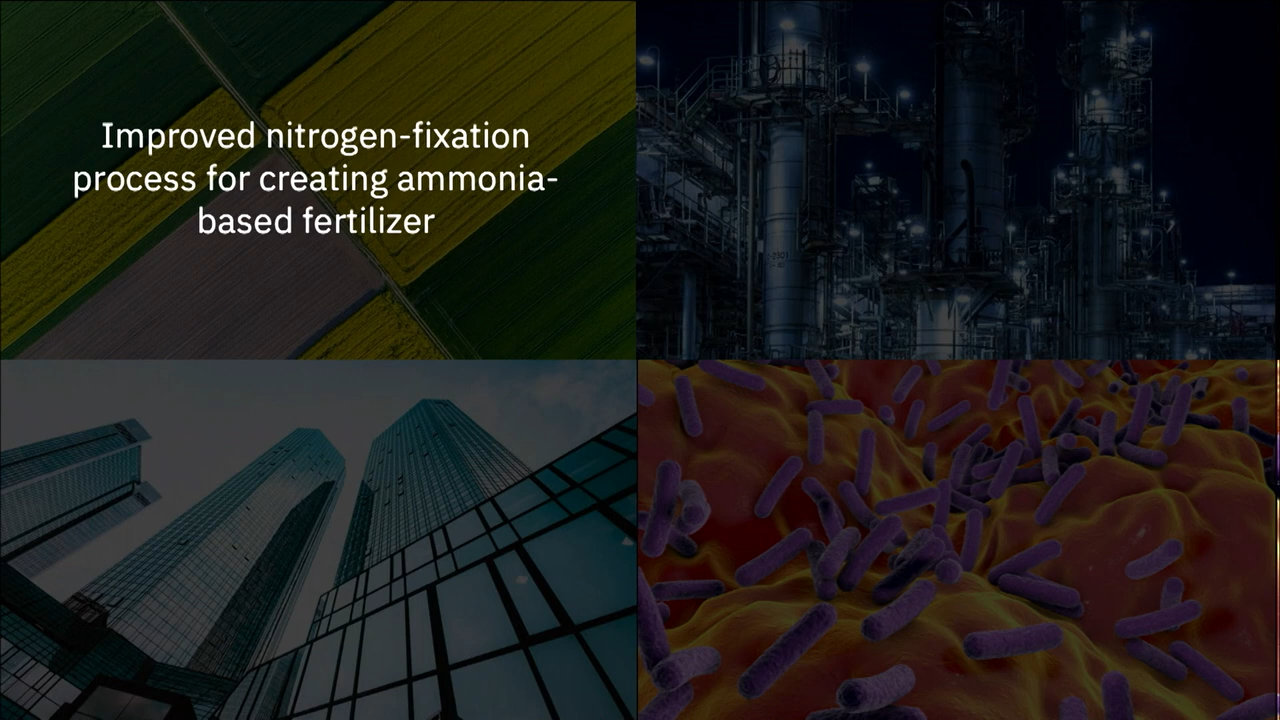 Improved nitrogen-fixation
process for creating ammonia-
based fertilizer